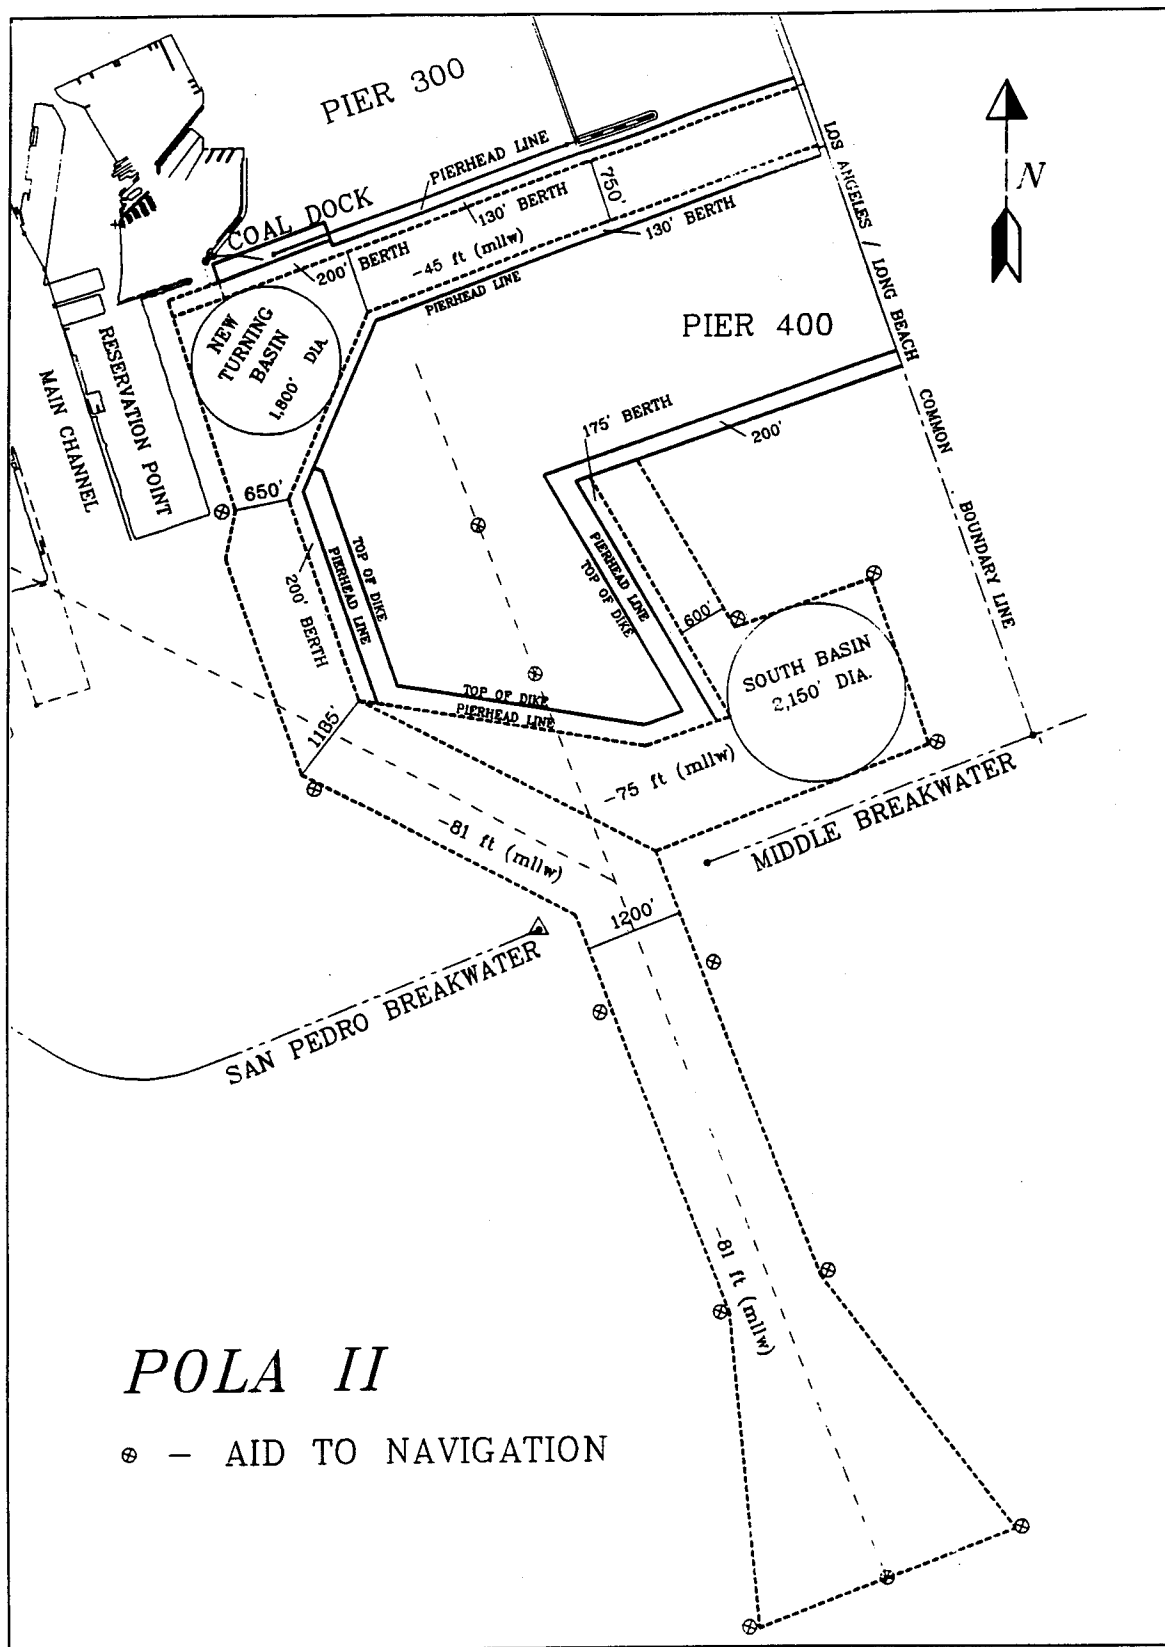 PIER 300
N
PIERHEAD LINE
COAL DOCK
750'
130' BERTH
130' BERTH
200' BERTH
-45 ft (mllw)
PIERHEAD LINE
LOS ANGELES / LONG BEACH
COMMON
BOUNDARY LINE
PIER 400
NEW
TURNING
BASIN
1,800' DIA.
RESERVATION POINT
MAIN CHANNEL
175' BERTH
200'
650'
TOP OF DIKE
PIERHEAD LINE
200' BERTH
PIERHEAD LINE
TOP OF DIKE
600'
SOUTH BASIN
2,150' DIA.
TOP OF DIKE
PIERHEAD LINE
1185'
-75 ft (mllw)
-81 ft (mllw)
MIDDLE BREAKWATER
1200'
SAN PEDRO BREAKWATER
-81 ft (mllw)
POLA II
⊗ - AID TO NAVIGATION